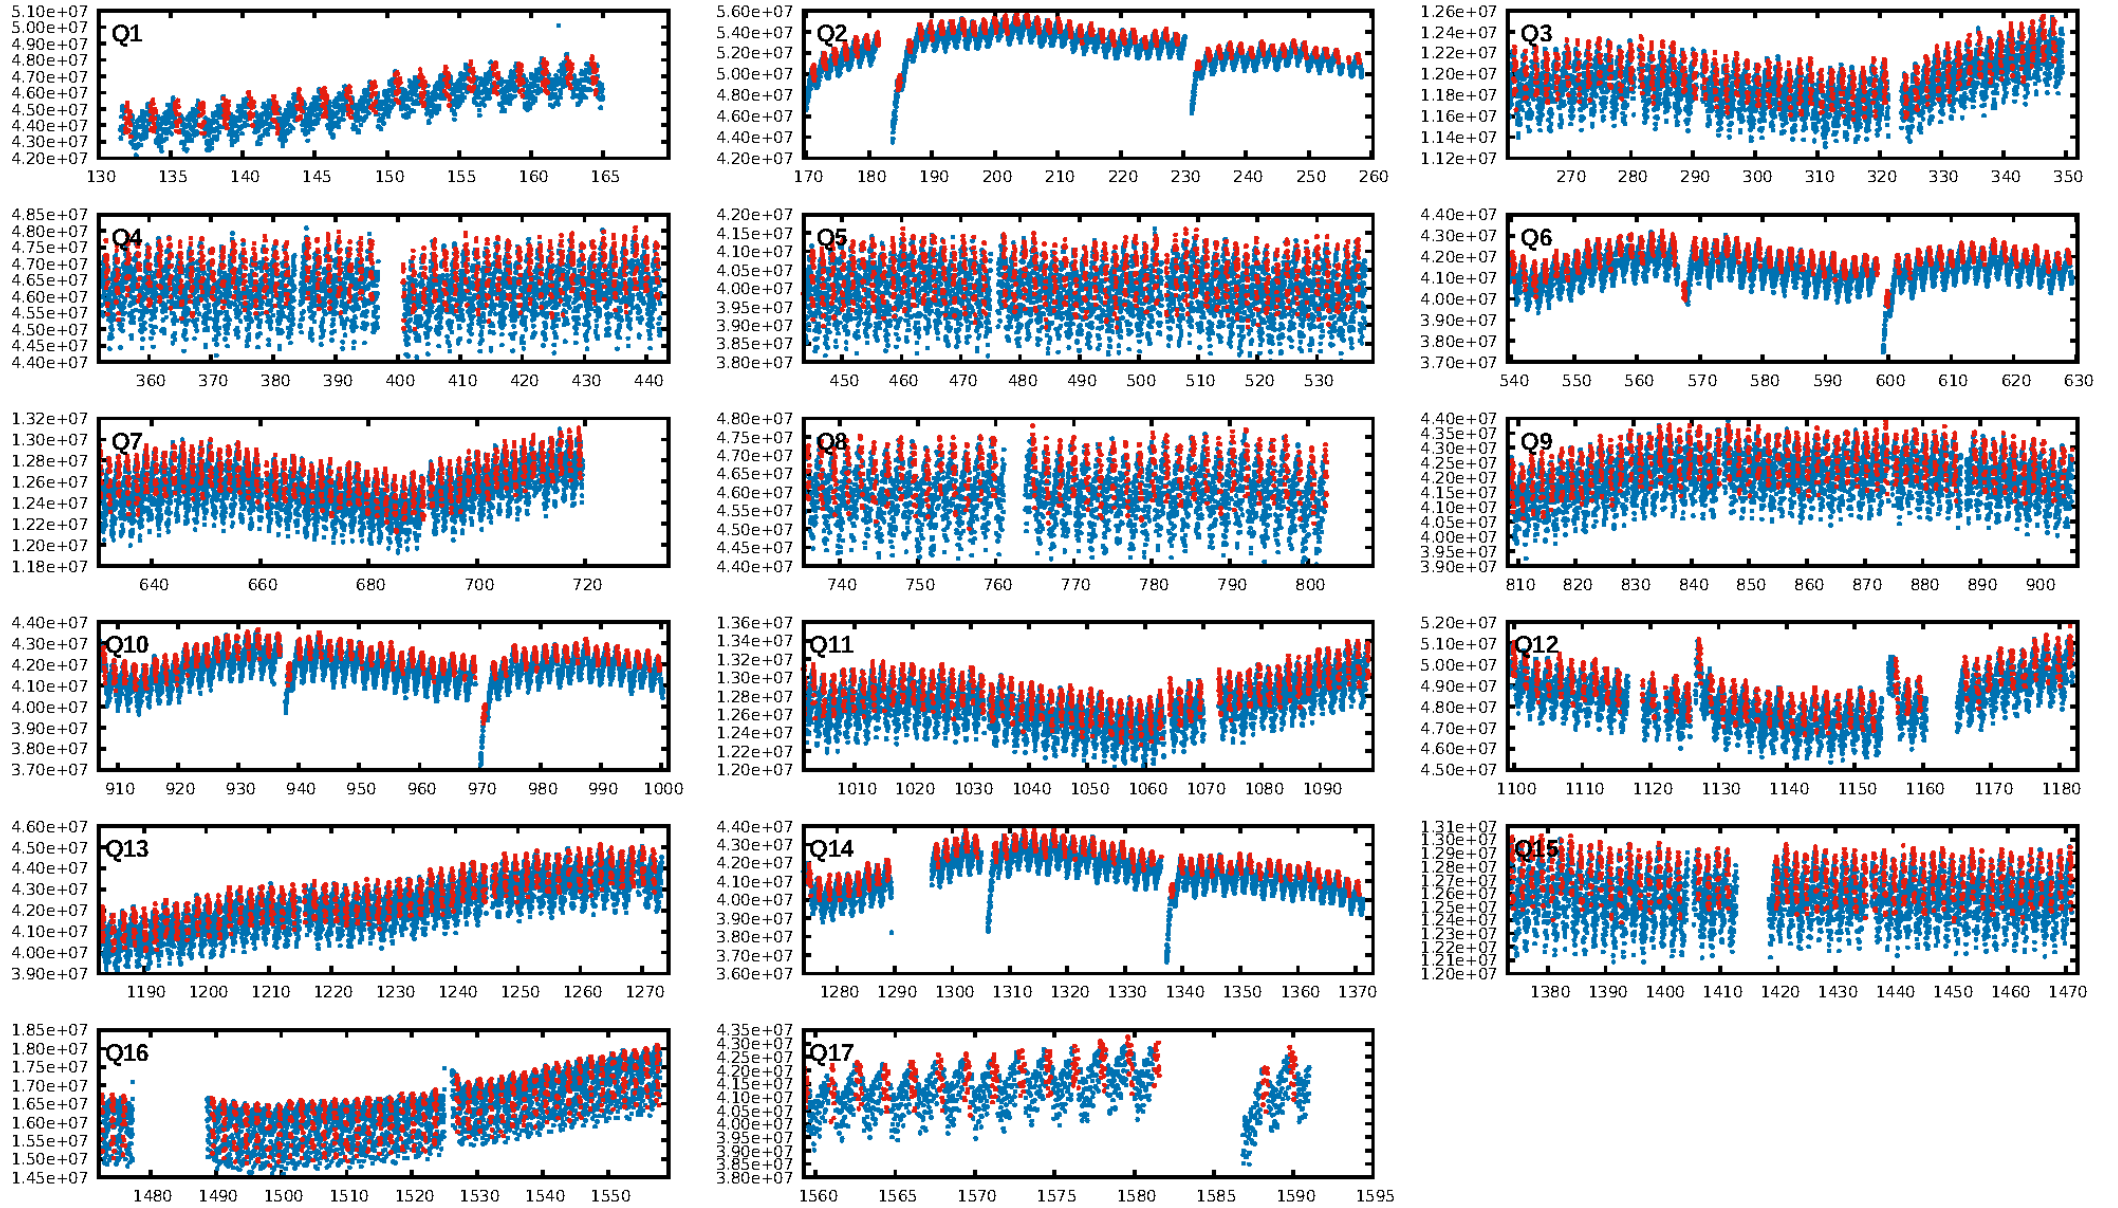 5.10e+07
5.00e+07
4.90e+07
4.80e+07
4.70e+07
4.60e+07
4.50e+07
4.40e+07
4.30e+07
4.20e+07
Q1
130 135 140 145 150 155 160 165
5.60e+07
5.40e+07
5.20e+07
5.00e+07
4.80e+07
4.60e+07
4.40e+07
4.20e+07
Q2
170 180 190 200 210 220 230 240 250 260
1.26e+07
1.24e+07
1.22e+07
1.20e+07
1.18e+07
1.16e+07
1.14e+07
1.12e+07
Q3
270 280 290 300 310 320 330 340 350
4.85e+07
4.80e+07
4.75e+07
4.70e+07
4.65e+07
4.60e+07
4.55e+07
4.50e+07
4.45e+07
4.40e+07
Q4
360 370 380 390 400 410 420 430 440
4.20e+07
4.15e+07
4.10e+07
4.05e+07
4.00e+07
3.95e+07
3.90e+07
3.85e+07
3.80e+07
Q5
450 460 470 480 490 500 510 520 530
4.40e+07
4.30e+07
4.20e+07
4.10e+07
4.00e+07
3.90e+07
3.80e+07
3.70e+07
Q6
540 550 560 570 580 590 600 610 620 630
1.32e+07
1.30e+07
1.28e+07
1.26e+07
1.24e+07
1.22e+07
1.20e+07
1.18e+07
Q7
640 660 680 700 720
4.80e+07
4.75e+07
4.70e+07
4.65e+07
4.60e+07
4.55e+07
4.50e+07
4.45e+07
4.40e+07
Q8
740 750 760 770 780 790 800
4.40e+07
4.35e+07
4.30e+07
4.25e+07
4.20e+07
4.15e+07
4.10e+07
4.05e+07
4.00e+07
3.95e+07
3.90e+07
Q9
810 820 830 840 850 860 870 880 890 900
4.40e+07
4.30e+07
4.20e+07
4.10e+07
4.00e+07
3.90e+07
3.80e+07
3.70e+07
Q10
910 920 930 940 950 960 970 980 990 1000
1.36e+07
1.34e+07
1.32e+07
1.30e+07
1.28e+07
1.26e+07
1.24e+07
1.22e+07
1.20e+07
Q11
1010 1020 1030 1040 1050 1060 1070 1080 1090
5.20e+07
5.10e+07
5.00e+07
4.90e+07
4.80e+07
4.70e+07
4.60e+07
4.50e+07
Q12
1100 1110 1120 1130 1140 1150 1160 1170 1180
4.60e+07
4.50e+07
4.40e+07
4.30e+07
4.20e+07
4.10e+07
4.00e+07
3.90e+07
Q13
1190 1200 1210 1220 1230 1240 1250 1260 1270
4.40e+07
4.30e+07
4.20e+07
4.10e+07
4.00e+07
3.90e+07
3.80e+07
3.70e+07
3.60e+07
Q14
1280 1290 1300 1310 1320 1330 1340 1350 1360 1370
1.31e+07
1.30e+07
1.29e+07
1.28e+07
1.27e+07
1.26e+07
1.25e+07
1.24e+07
1.23e+07
1.22e+07
1.21e+07
1.20e+07
Q15
1380 1390 1400 1410 1420 1430 1440 1450 1460 1470
1.85e+07
1.80e+07
1.75e+07
1.70e+07
1.65e+07
1.60e+07
1.55e+07
1.50e+07
1.45e+07
Q16
1480 1490 1500 1510 1520 1530 1540 1550
4.35e+07
4.30e+07
4.25e+07
4.20e+07
4.15e+07
4.10e+07
4.05e+07
4.00e+07
3.95e+07
3.90e+07
3.85e+07
3.80e+07
Q17
1560 1565 1570 1575 1580 1585 1590 1595